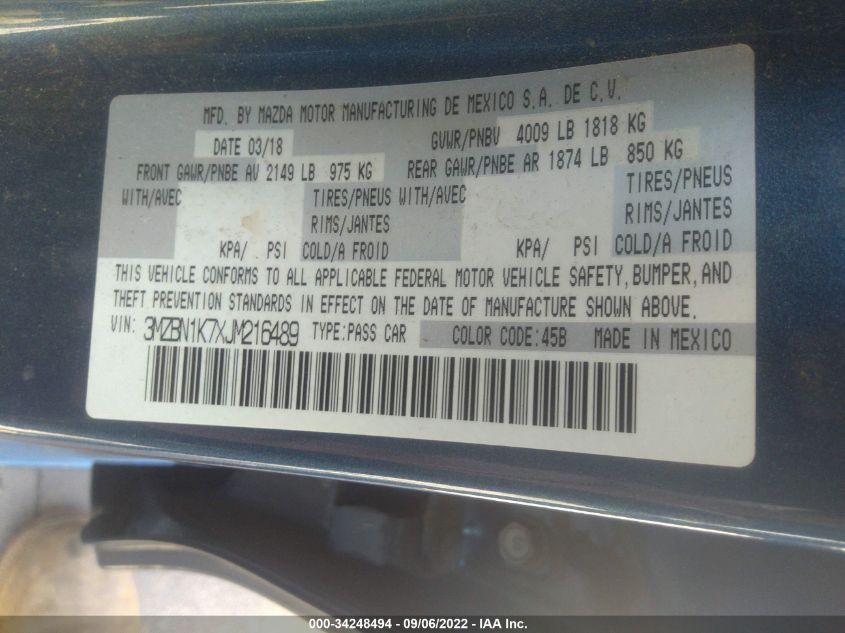 MFD. BY MAZDA MOTOR MANUFACTURING DE MEXICO S.A. DE C.V.
DATE 03/18 GVWR/PNBV 4009 LB 1818 KG
FRONT GAWR/PNBE AV 2149 LB 975 KG REAR GAWR/PNBE AR 1874 LB 850 KG
WITH/AVEC TIRES/PNEUS WITH/AVEC TIRES/PNEUS
RIMS/JANTES RIMS/JANTES
KPA/ PSI COLD/A FROID KPA/ PSI COLD/A FROID
THIS VEHICLE CONFORMS TO ALL APPLICABLE FEDERAL MOTOR VEHICLE SAFETY, BUMPER, AND
THEFT PREVENTION STANDARDS IN EFFECT ON THE DATE OF MANUFACTURE SHOWN ABOVE.
VIN: 3MZBN1K7XJM216489 TYPE:PASS CAR COLOR CODE:45B MADE IN MEXICO
000-34248494 - 09/06/2022 - IAA Inc.